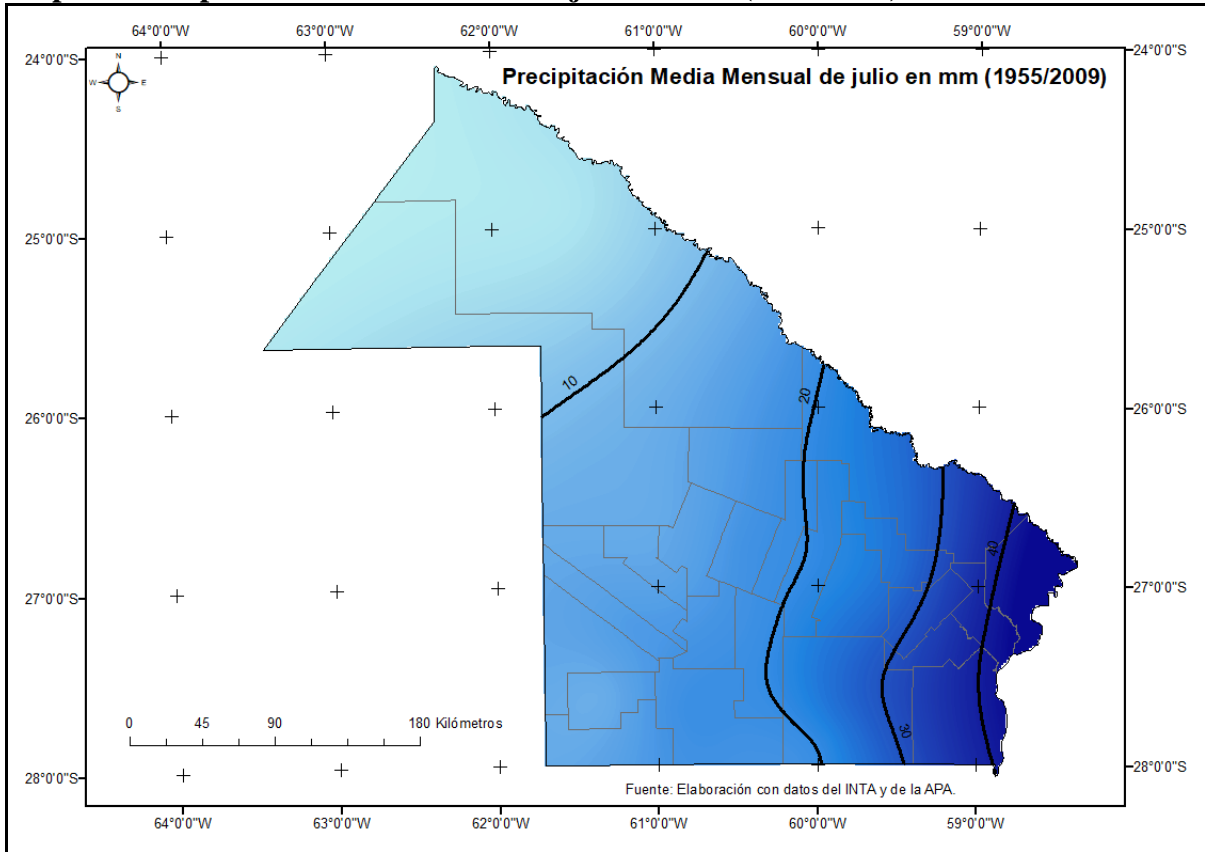 64°0'0"W 63°0'0"W 62°0'0"W 61°0'0"W 60°0'0"W 59°0'0"W
24°0'0"S 24°0'0"S
N
W E
S
Precipitación Media Mensual de julio en mm (1955/2009)
25°0'0"S 25°0'0"S
10
20
26°0'0"S 26°0'0"S
40
27°0'0"S 27°0'0"S
30
0 45 90 180 Kilómetros
28°0'0"S 28°0'0"S
Fuente: Elaboración con datos del INTA y de la APA.
64°0'0"W 63°0'0"W 62°0'0"W 61°0'0"W 60°0'0"W 59°0'0"W